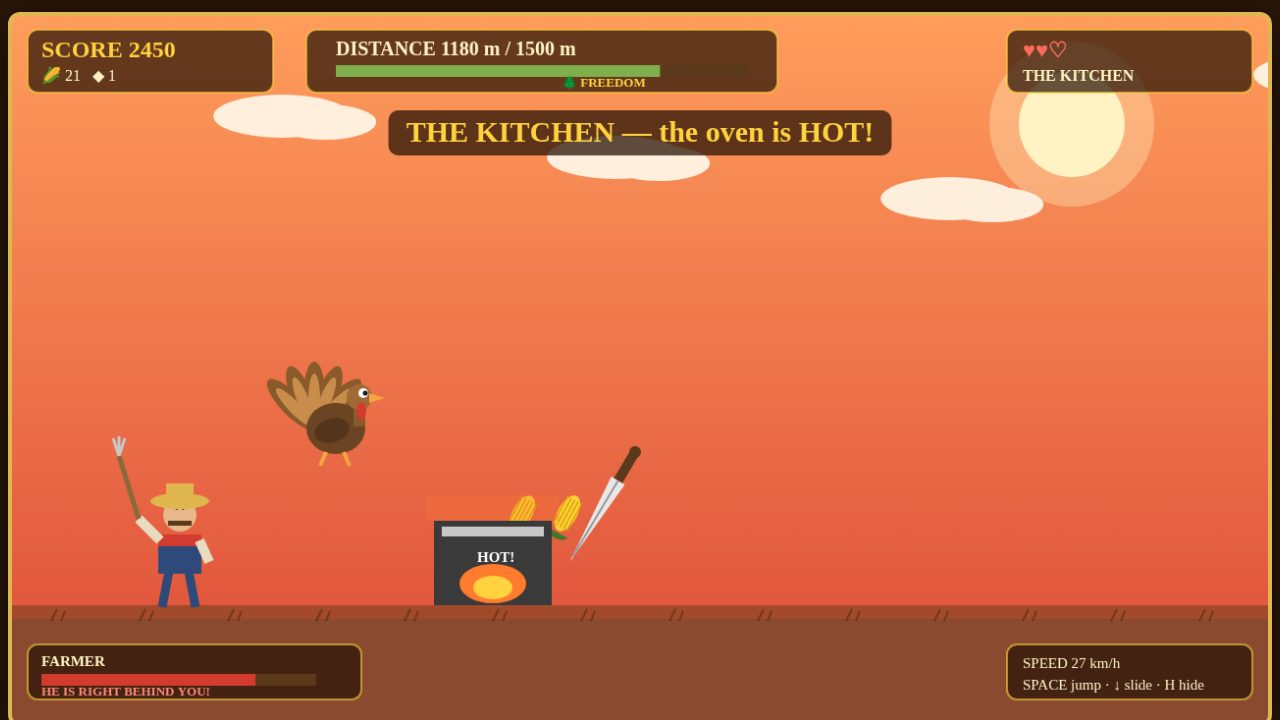 SCORE 2450
🌽 21 ◆ 1
DISTANCE 1180 m / 1500 m
🌲 FREEDOM
♥♥♡
THE KITCHEN
THE KITCHEN — the oven is HOT!
HOT!
FARMER
HE IS RIGHT BEHIND YOU!
SPEED 27 km/h
SPACE jump · ↓ slide · H hide